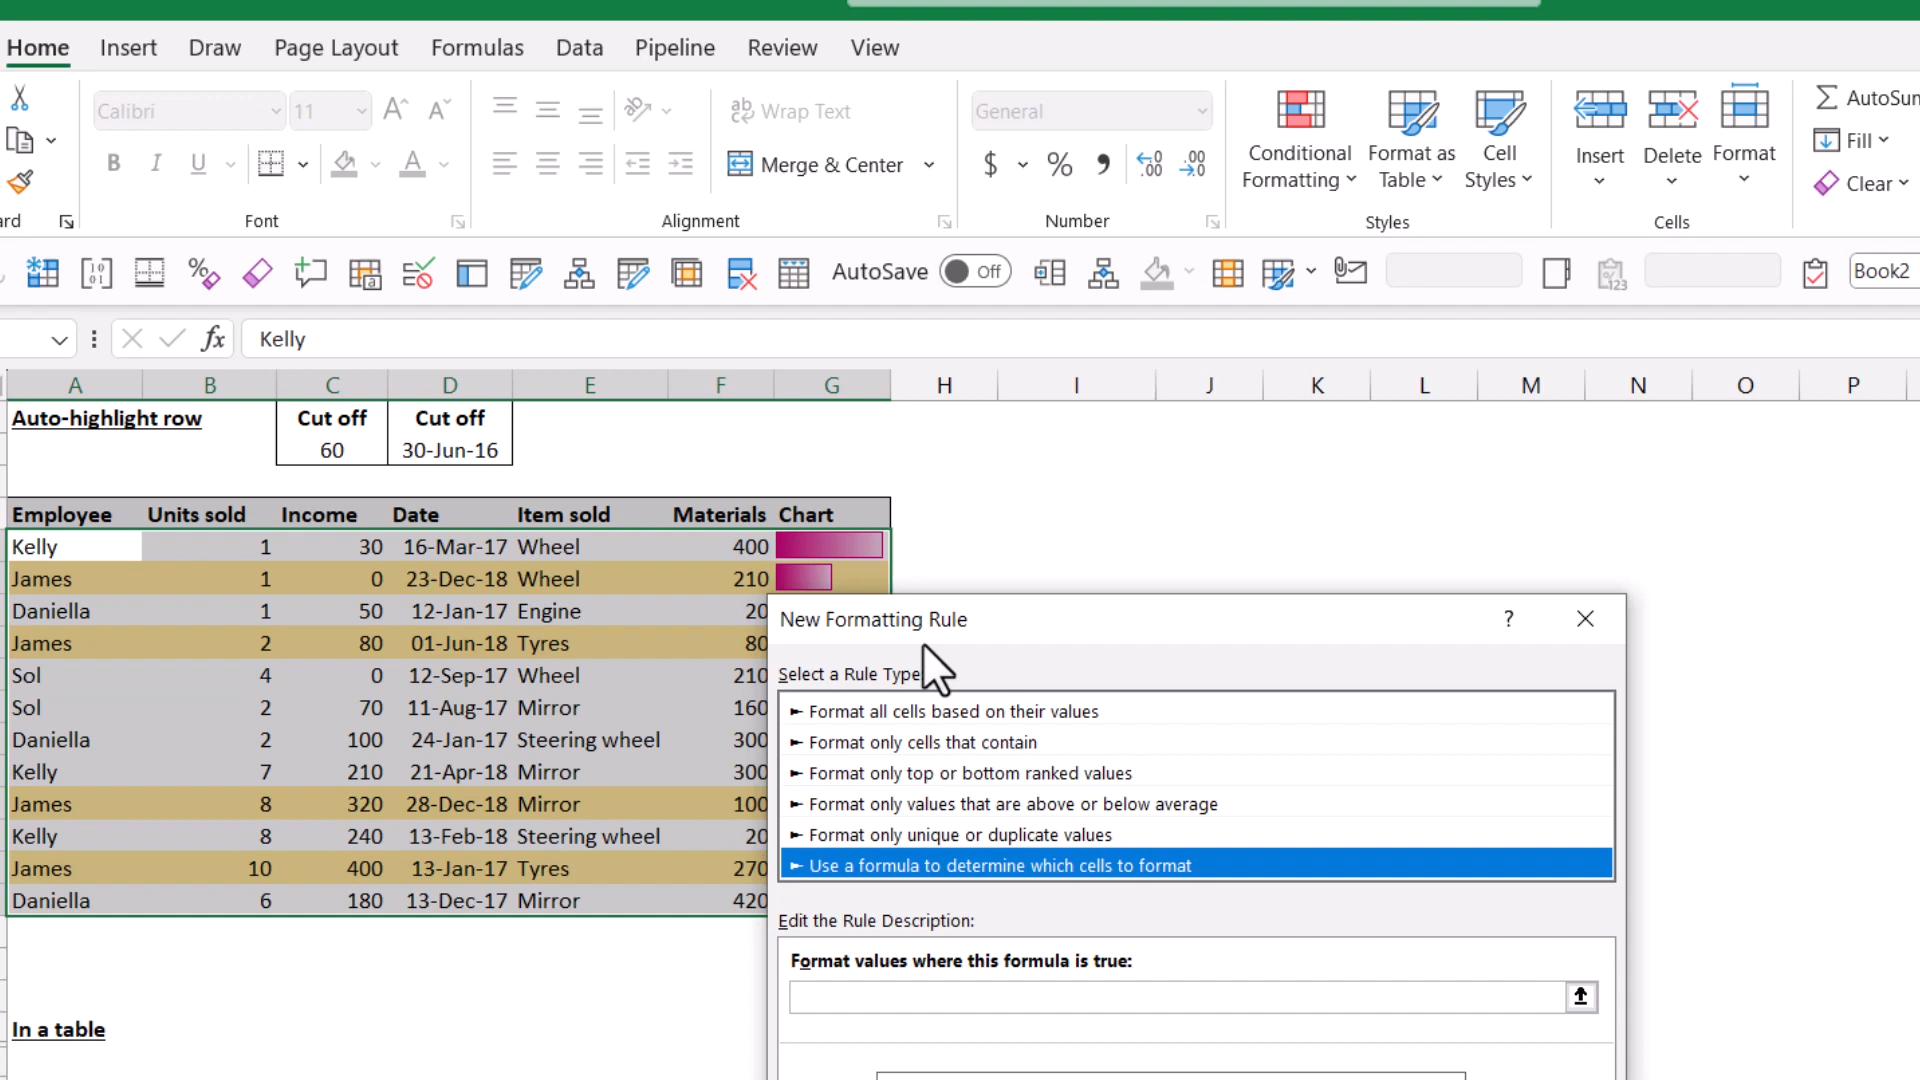 Home Insert Draw Page Layout Formulas Data Pipeline Review View
Calibri 11 ab Wrap Text General AutoSum
Conditional Formatting Format as Table Cell Styles Insert Delete Format Fill
B I U Merge & Center $ % Clear
Font Alignment Number Styles Cells
AutoSave Off Book2
fx Kelly
A B C D E F G H I J K L M N O P
Auto-highlight row Cut off Cut off
60 30-Jun-16
Employee Units sold Income Date Item sold Materials Chart
Kelly 1 30 16-Mar-17 Wheel 400
James 1 0 23-Dec-18 Wheel 210
Daniella 1 50 12-Jan-17 Engine 20
James 2 80 01-Jun-18 Tyres 80
Sol 4 0 12-Sep-17 Wheel 210
Sol 2 70 11-Aug-17 Mirror 160
Daniella 2 100 24-Jan-17 Steering wheel 300
Kelly 7 210 21-Apr-18 Mirror 300
James 8 320 28-Dec-18 Mirror 100
Kelly 8 240 13-Feb-18 Steering wheel 20
James 10 400 13-Jan-17 Tyres 270
Daniella 6 180 13-Dec-17 Mirror 420
In a table
New Formatting Rule ?
Select a Rule Type
► Format all cells based on their values
► Format only cells that contain
► Format only top or bottom ranked values
► Format only values that are above or below average
► Format only unique or duplicate values
► Use a formula to determine which cells to format
Edit the Rule Description:
Format values where this formula is true: